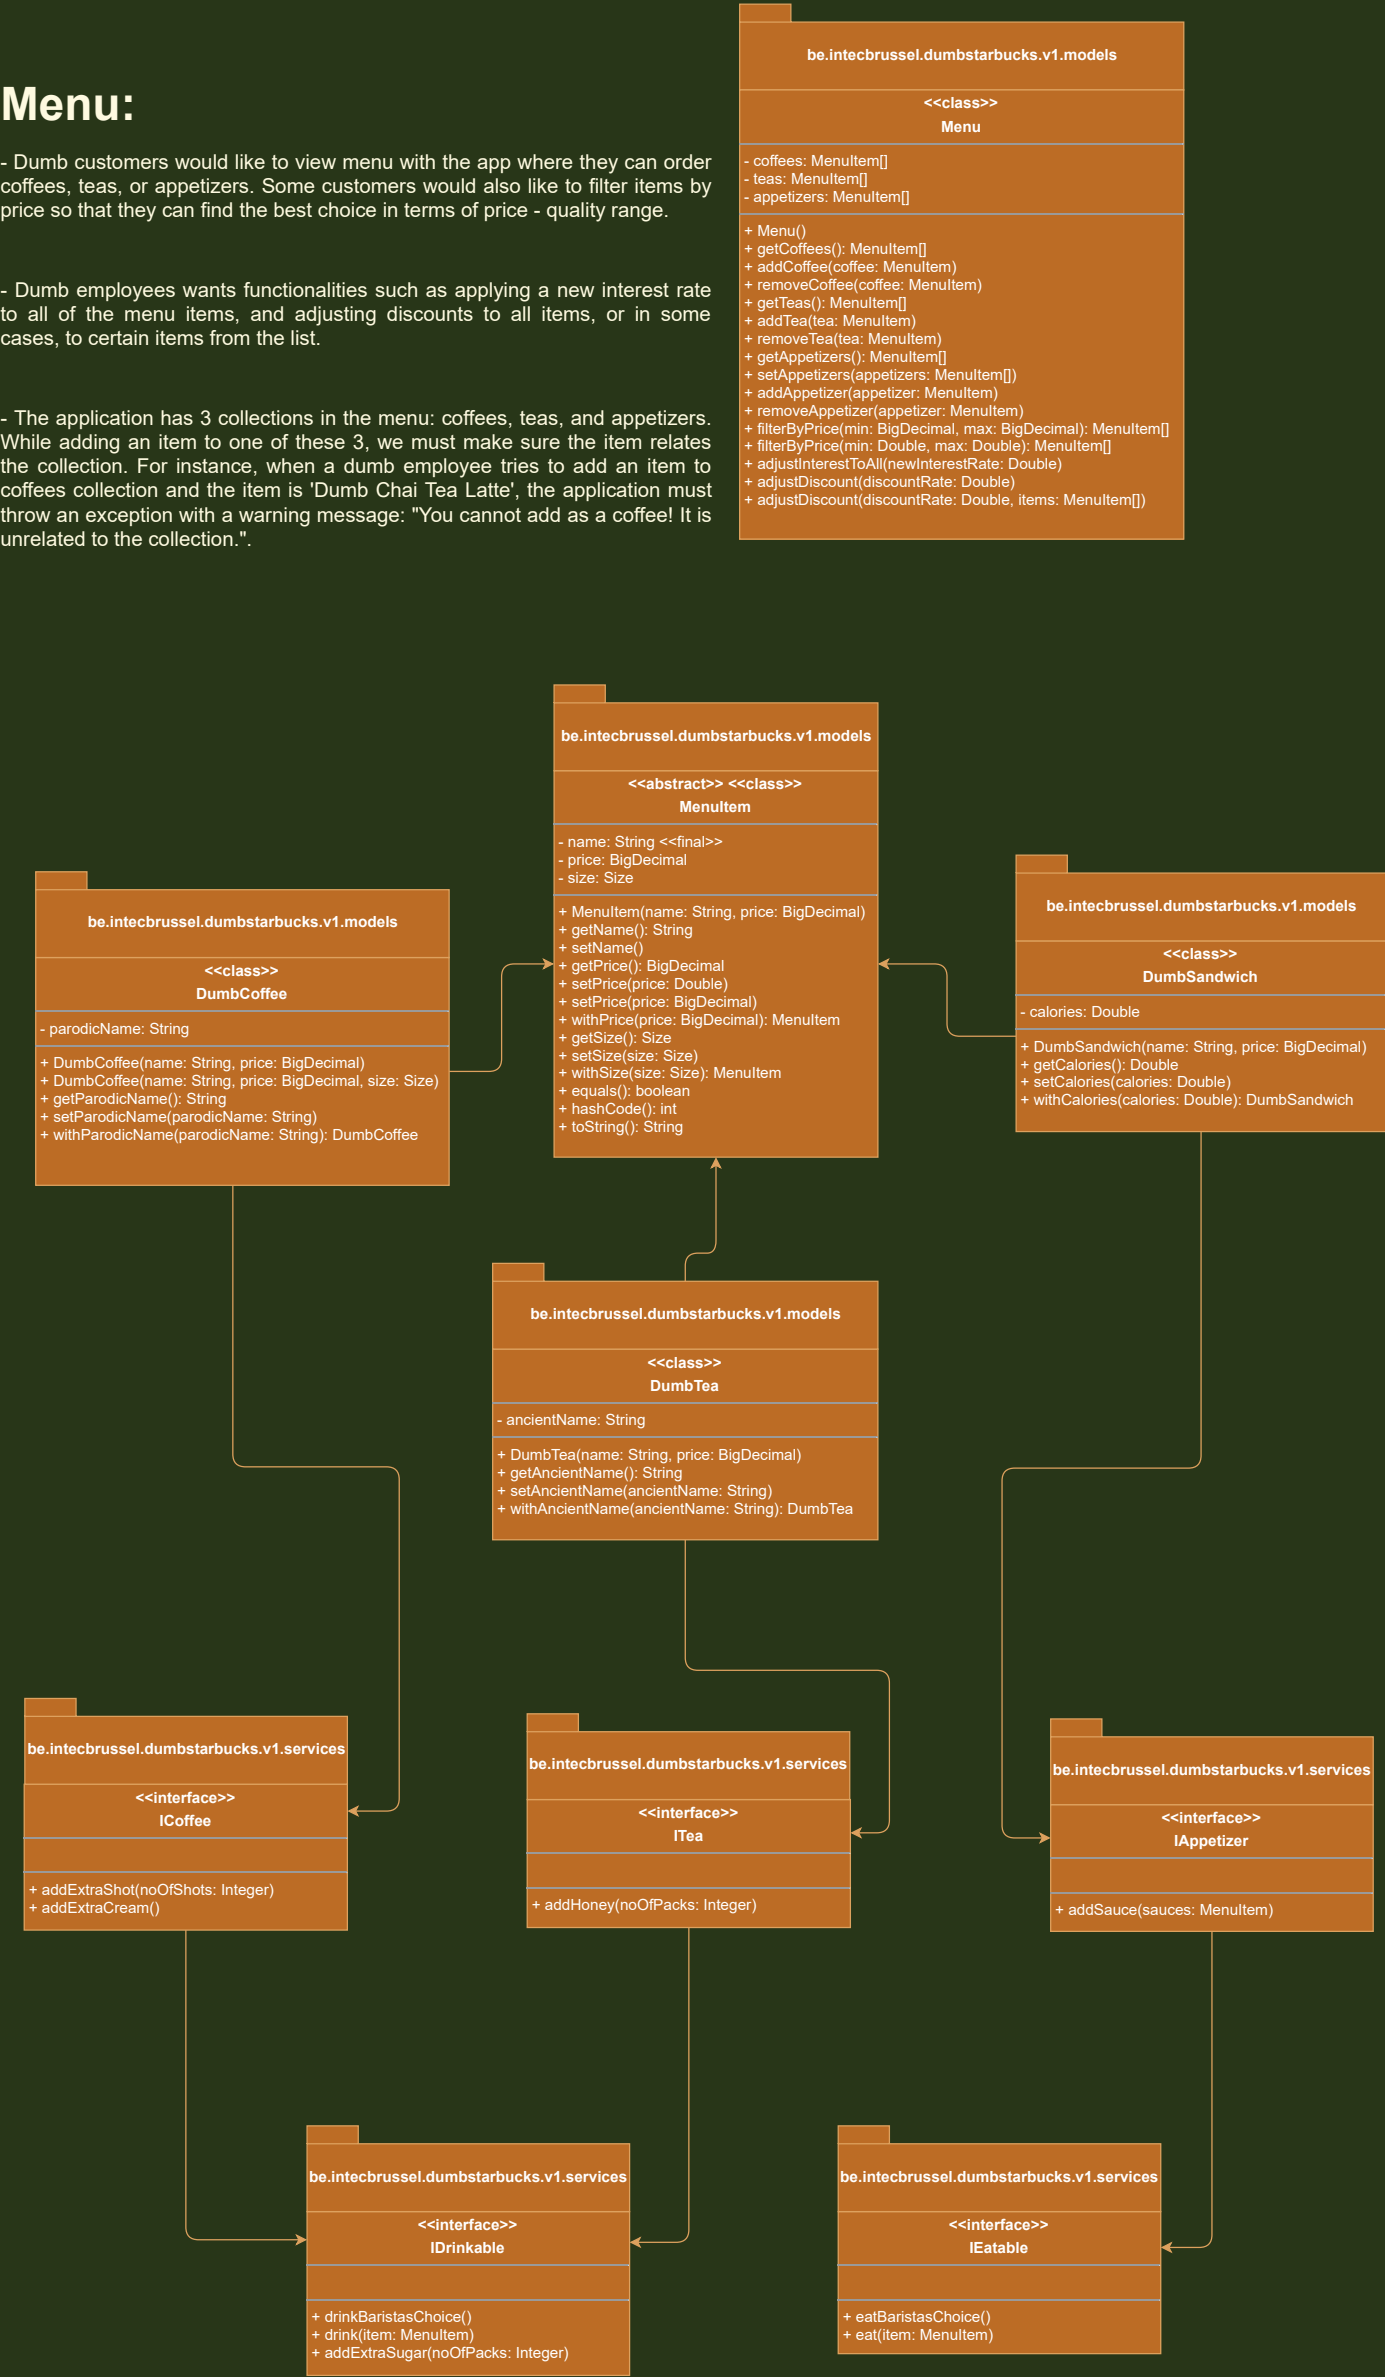 Menu:
- Dumb customers would like to view menu with the app where they can order
coffees, teas, or appetizers. Some customers would also like to filter items by
price so that they can find the best choice in terms of price - quality range.
- Dumb employees wants functionalities such as applying a new interest rate
to all of the menu items, and adjusting discounts to all items, or in some
cases, to certain items from the list.
- The application has 3 collections in the menu: coffees, teas, and appetizers.
While adding an item to one of these 3, we must make sure the item relates
the collection. For instance, when a dumb employee tries to add an item to
coffees collection and the item is 'Dumb Chai Tea Latte', the application must
throw an exception with a warning message: "You cannot add as a coffee! It is
unrelated to the collection.".
be.intecbrussel.dumbstarbucks.v1.models
<<class>>
Menu
- coffees: MenuItem[]
- teas: MenuItem[]
- appetizers: MenuItem[]
+ Menu()
+ getCoffees(): MenuItem[]
+ addCoffee(coffee: MenuItem)
+ removeCoffee(coffee: MenuItem)
+ getTeas(): MenuItem[]
+ addTea(tea: MenuItem)
+ removeTea(tea: MenuItem)
+ getAppetizers(): MenuItem[]
+ setAppetizers(appetizers: MenuItem[])
+ addAppetizer(appetizer: MenuItem)
+ removeAppetizer(appetizer: MenuItem)
+ filterByPrice(min: BigDecimal, max: BigDecimal): MenuItem[]
+ filterByPrice(min: Double, max: Double): MenuItem[]
+ adjustInterestToAll(newInterestRate: Double)
+ adjustDiscount(discountRate: Double)
+ adjustDiscount(discountRate: Double, items: MenuItem[])
be.intecbrussel.dumbstarbucks.v1.models
<<abstract>> <<class>>
MenuItem
- name: String <<final>>
- price: BigDecimal
- size: Size
+ MenuItem(name: String, price: BigDecimal)
+ getName(): String
+ setName()
+ getPrice(): BigDecimal
+ setPrice(price: Double)
+ setPrice(price: BigDecimal)
+ withPrice(price: BigDecimal): MenuItem
+ getSize(): Size
+ setSize(size: Size)
+ withSize(size: Size): MenuItem
+ equals(): boolean
+ hashCode(): int
+ toString(): String
be.intecbrussel.dumbstarbucks.v1.models
<<class>>
DumbCoffee
- parodicName: String
+ DumbCoffee(name: String, price: BigDecimal)
+ DumbCoffee(name: String, price: BigDecimal, size: Size)
+ getParodicName(): String
+ setParodicName(parodicName: String)
+ withParodicName(parodicName: String): DumbCoffee
be.intecbrussel.dumbstarbucks.v1.models
<<class>>
DumbSandwich
- calories: Double
+ DumbSandwich(name: String, price: BigDecimal)
+ getCalories(): Double
+ setCalories(calories: Double)
+ withCalories(calories: Double): DumbSandwich
be.intecbrussel.dumbstarbucks.v1.models
<<class>>
DumbTea
- ancientName: String
+ DumbTea(name: String, price: BigDecimal)
+ getAncientName(): String
+ setAncientName(ancientName: String)
+ withAncientName(ancientName: String): DumbTea
be.intecbrussel.dumbstarbucks.v1.services
<<interface>>
ICoffee
+ addExtraShot(noOfShots: Integer)
+ addExtraCream()
be.intecbrussel.dumbstarbucks.v1.services
<<interface>>
ITea
+ addHoney(noOfPacks: Integer)
be.intecbrussel.dumbstarbucks.v1.services
<<interface>>
IAppetizer
+ addSauce(sauces: MenuItem)
be.intecbrussel.dumbstarbucks.v1.services
<<interface>>
IDrinkable
+ drinkBaristasChoice()
+ drink(item: MenuItem)
+ addExtraSugar(noOfPacks: Integer)
be.intecbrussel.dumbstarbucks.v1.services
<<interface>>
IEatable
+ eatBaristasChoice()
+ eat(item: MenuItem)